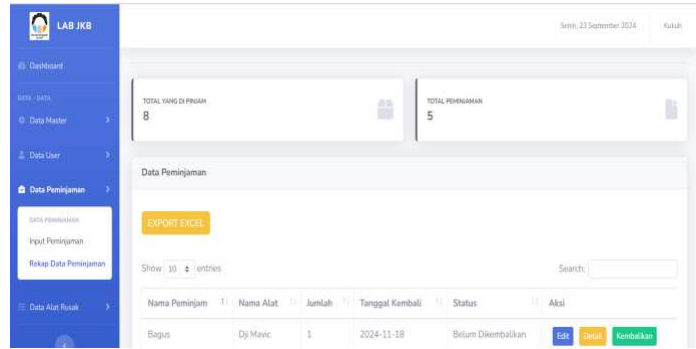 LAB JKB
Senin, 23 September 2024
Kukuh
Dashboard
DATA - DATA
Data Master
Data User
Data Peminjaman
DATA PEMINJAMAN
Input Peminjaman
Rekap Data Peminjaman
Data Alat Rusak
TOTAL YANG DI PINJAM
8
TOTAL PEMINJAMAN
5
Data Peminjaman
EXPORT EXCEL
Show 10 entries
Search:
Nama Peminjam Nama Alat Jumlah Tanggal Kembali Status Aksi
Bagus Dji Mavic 1 2024-11-18 Belum Dikembalikan Edit Detail Kembalikan